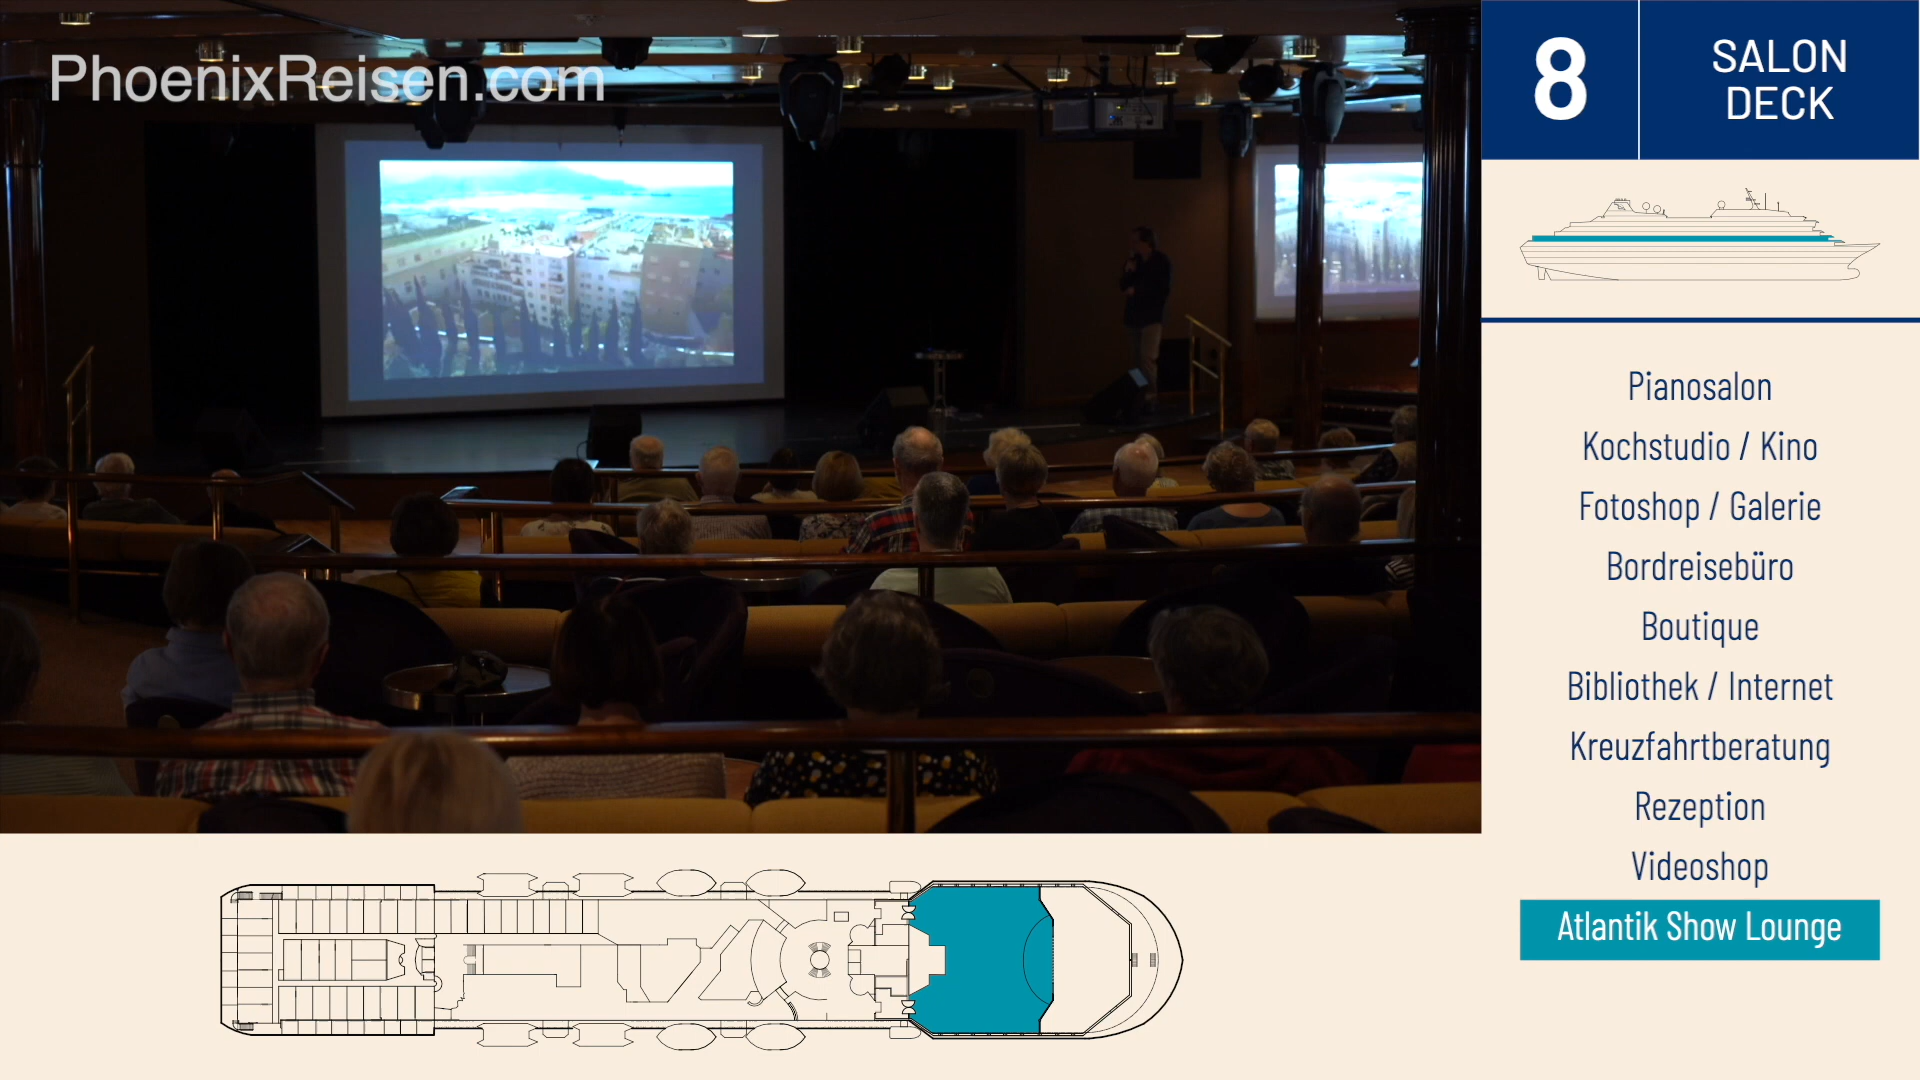 PhoenixReisen.com
8
SALON
DECK
Pianosalon
Kochstudio / Kino
Fotoshop / Galerie
Bordreisebüro
Boutique
Bibliothek / Internet
Kreuzfahrtberatung
Rezeption
Videoshop
Atlantik Show Lounge